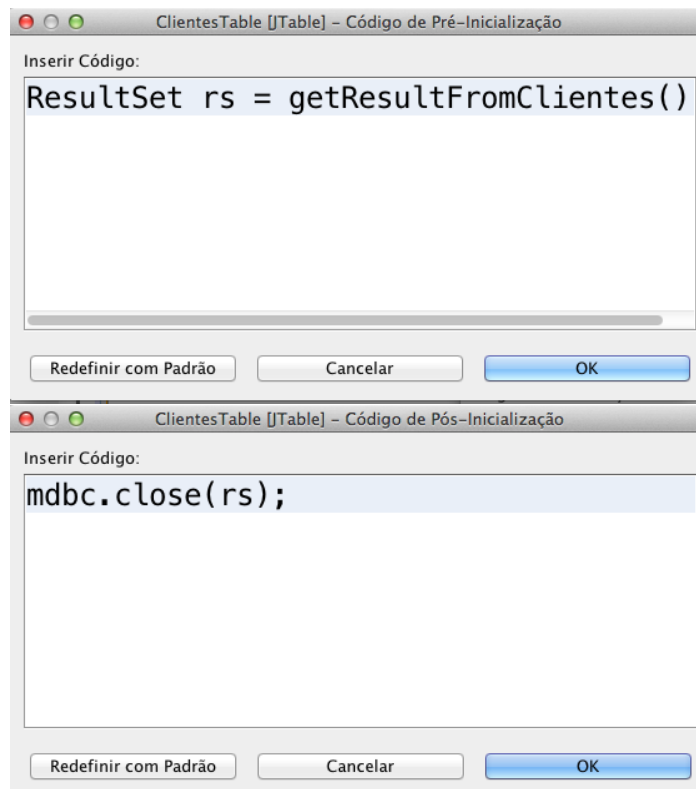 ClientesTable [JTable] – Código de Pré-Inicialização
Inserir Código:
ResultSet rs = getResultFromClientes()
Redefinir com Padrão Cancelar OK
ClientesTable [JTable] – Código de Pós-Inicialização
Inserir Código:
mdbc.close(rs);
Redefinir com Padrão Cancelar OK